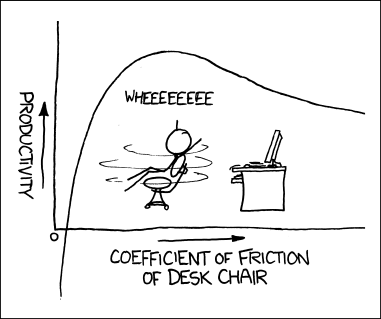 WHEEEEEEEE
PRODUCTIVITY
0
COEFFICIENT OF FRICTION
OF DESK CHAIR